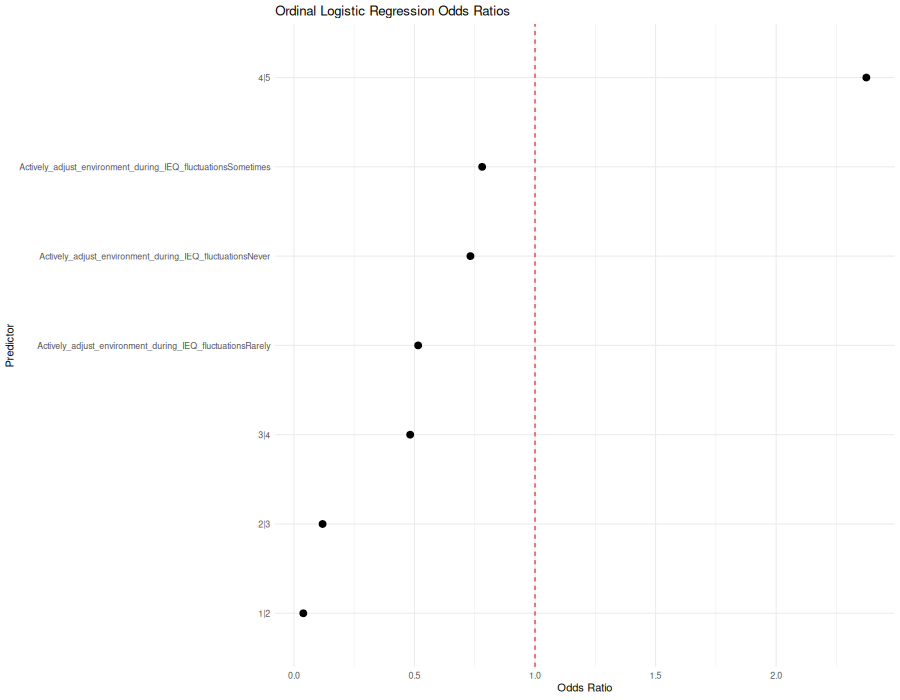 Ordinal Logistic Regression Odds Ratios
4|5
Actively_adjust_environment_during_IEQ_fluctuationsSometimes
Actively_adjust_environment_during_IEQ_fluctuationsNever
Predictor
Actively_adjust_environment_during_IEQ_fluctuationsRarely
3|4
2|3
1|2
0.0 0.5 1.0 1.5 2.0
Odds Ratio